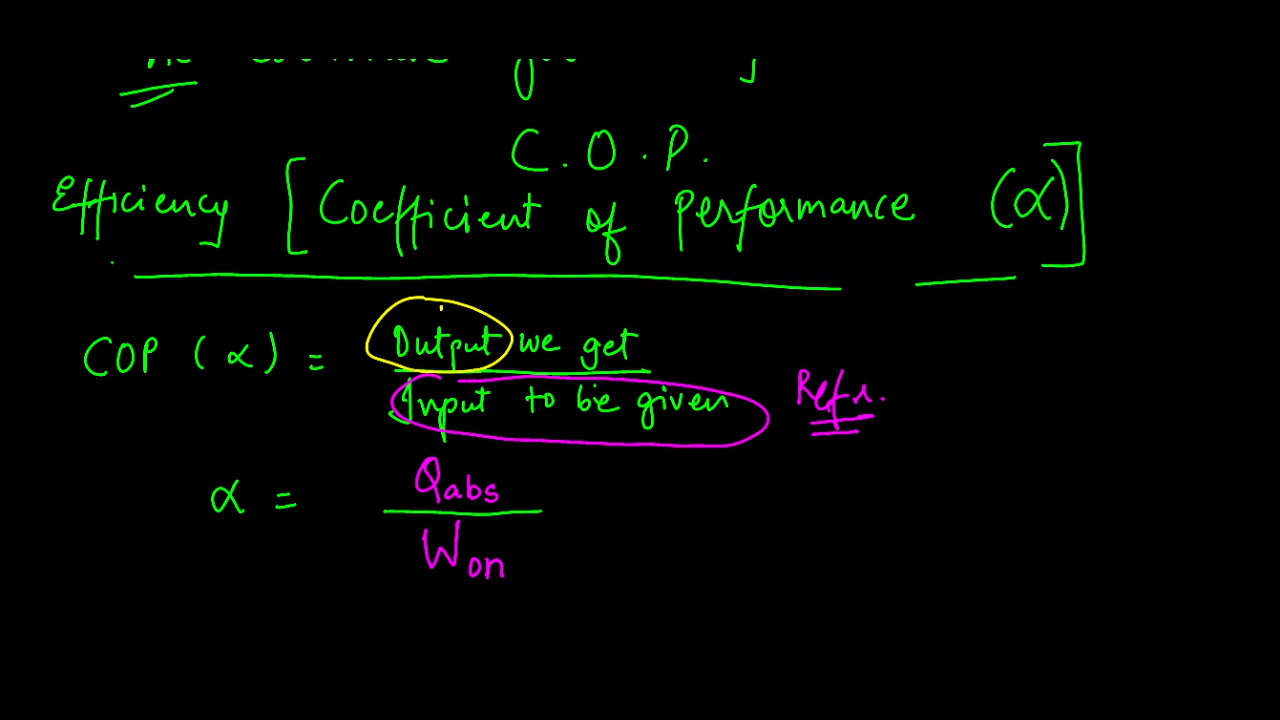 C.O.P.
Efficiency [Coefficient of Performance (α)]
COP (α) = Output we get
Input to be given
Refr.
α = Qabs
Won